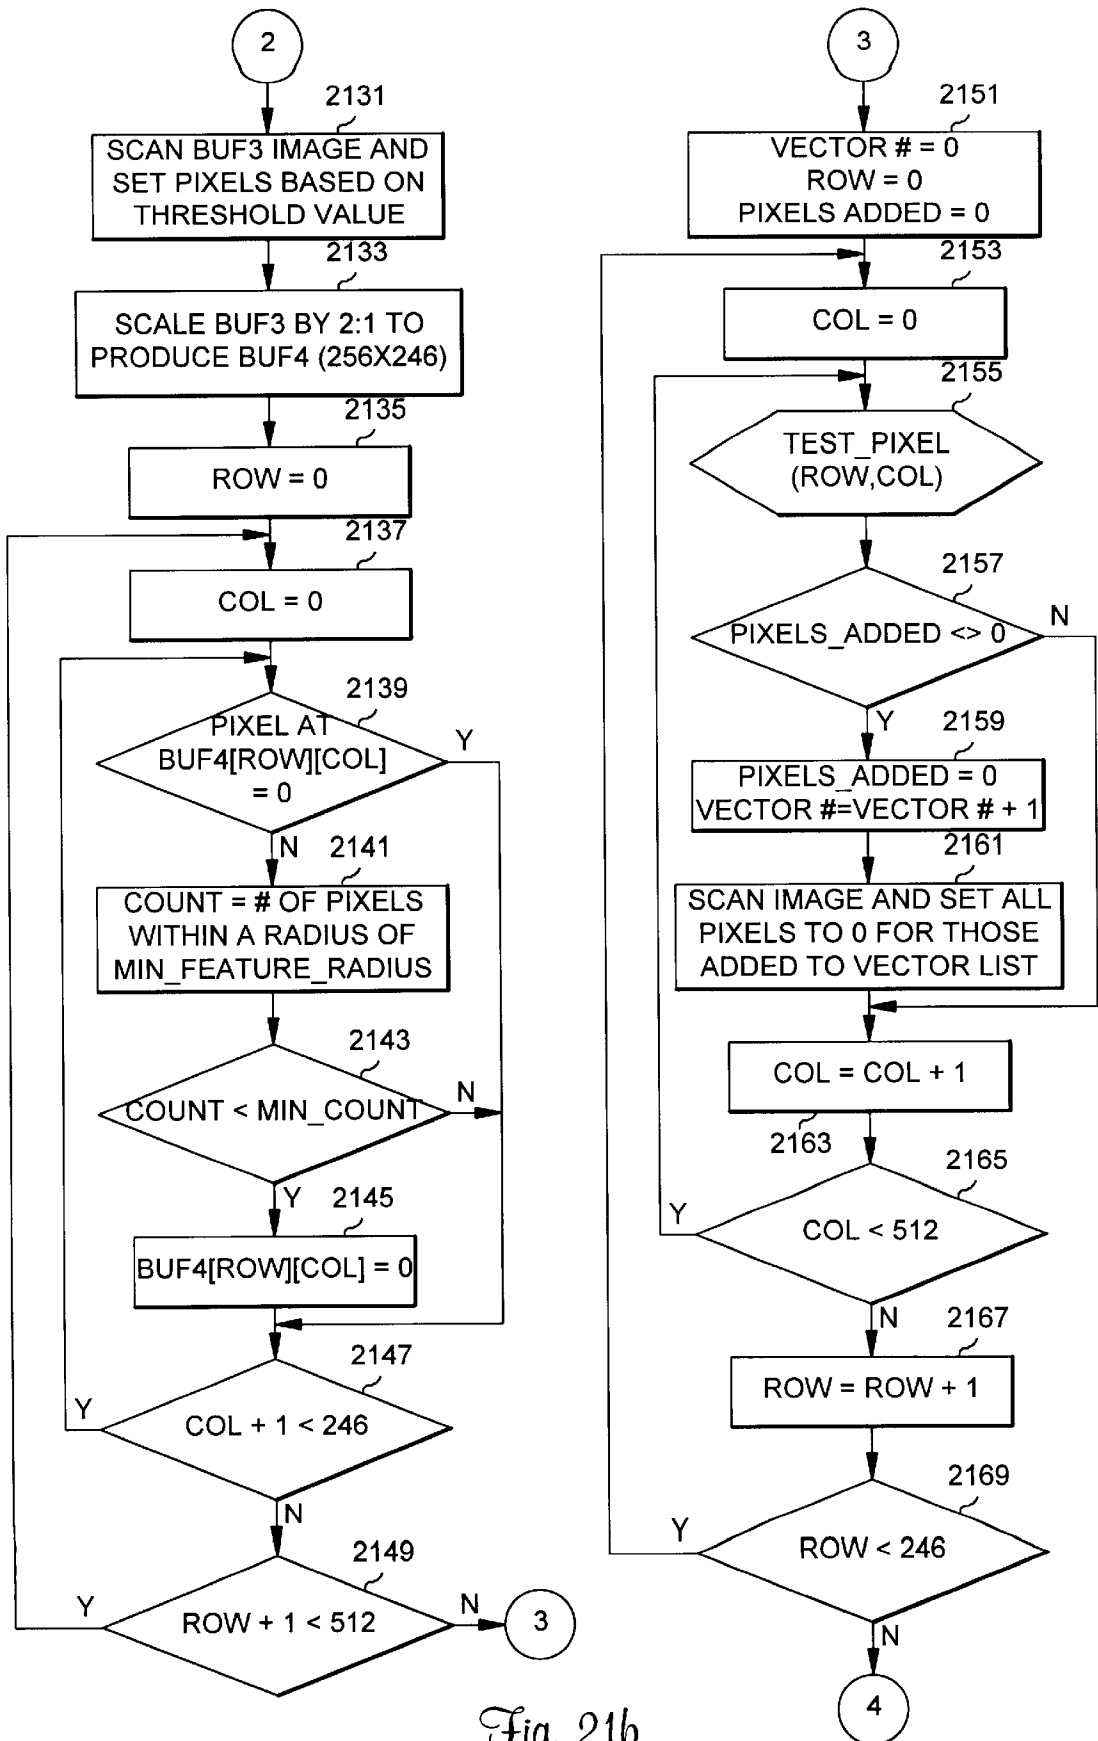 2
2131
SCAN BUF3 IMAGE AND
SET PIXELS BASED ON
THRESHOLD VALUE
2133
SCALE BUF3 BY 2:1 TO
PRODUCE BUF4 (256X246)
2135
ROW = 0
2137
COL = 0
2139
PIXEL AT
BUF4[ROW][COL]
= 0
Y
N
2141
COUNT = # OF PIXELS
WITHIN A RADIUS OF
MIN_FEATURE_RADIUS
2143
COUNT < MIN_COUNT
N
Y
2145
BUF4[ROW][COL] = 0
2147
COL + 1 < 246
Y
N
2149
ROW + 1 < 512
Y
N
3
3
2151
VECTOR # = 0
ROW = 0
PIXELS ADDED = 0
2153
COL = 0
2155
TEST_PIXEL
(ROW,COL)
2157
PIXELS_ADDED <> 0
N
Y
2159
PIXELS_ADDED = 0
VECTOR #=VECTOR # + 1
2161
SCAN IMAGE AND SET ALL
PIXELS TO 0 FOR THOSE
ADDED TO VECTOR LIST
COL = COL + 1
2163
2165
COL < 512
Y
N
2167
ROW = ROW + 1
2169
ROW < 246
Y
N
4
Fig. 21b